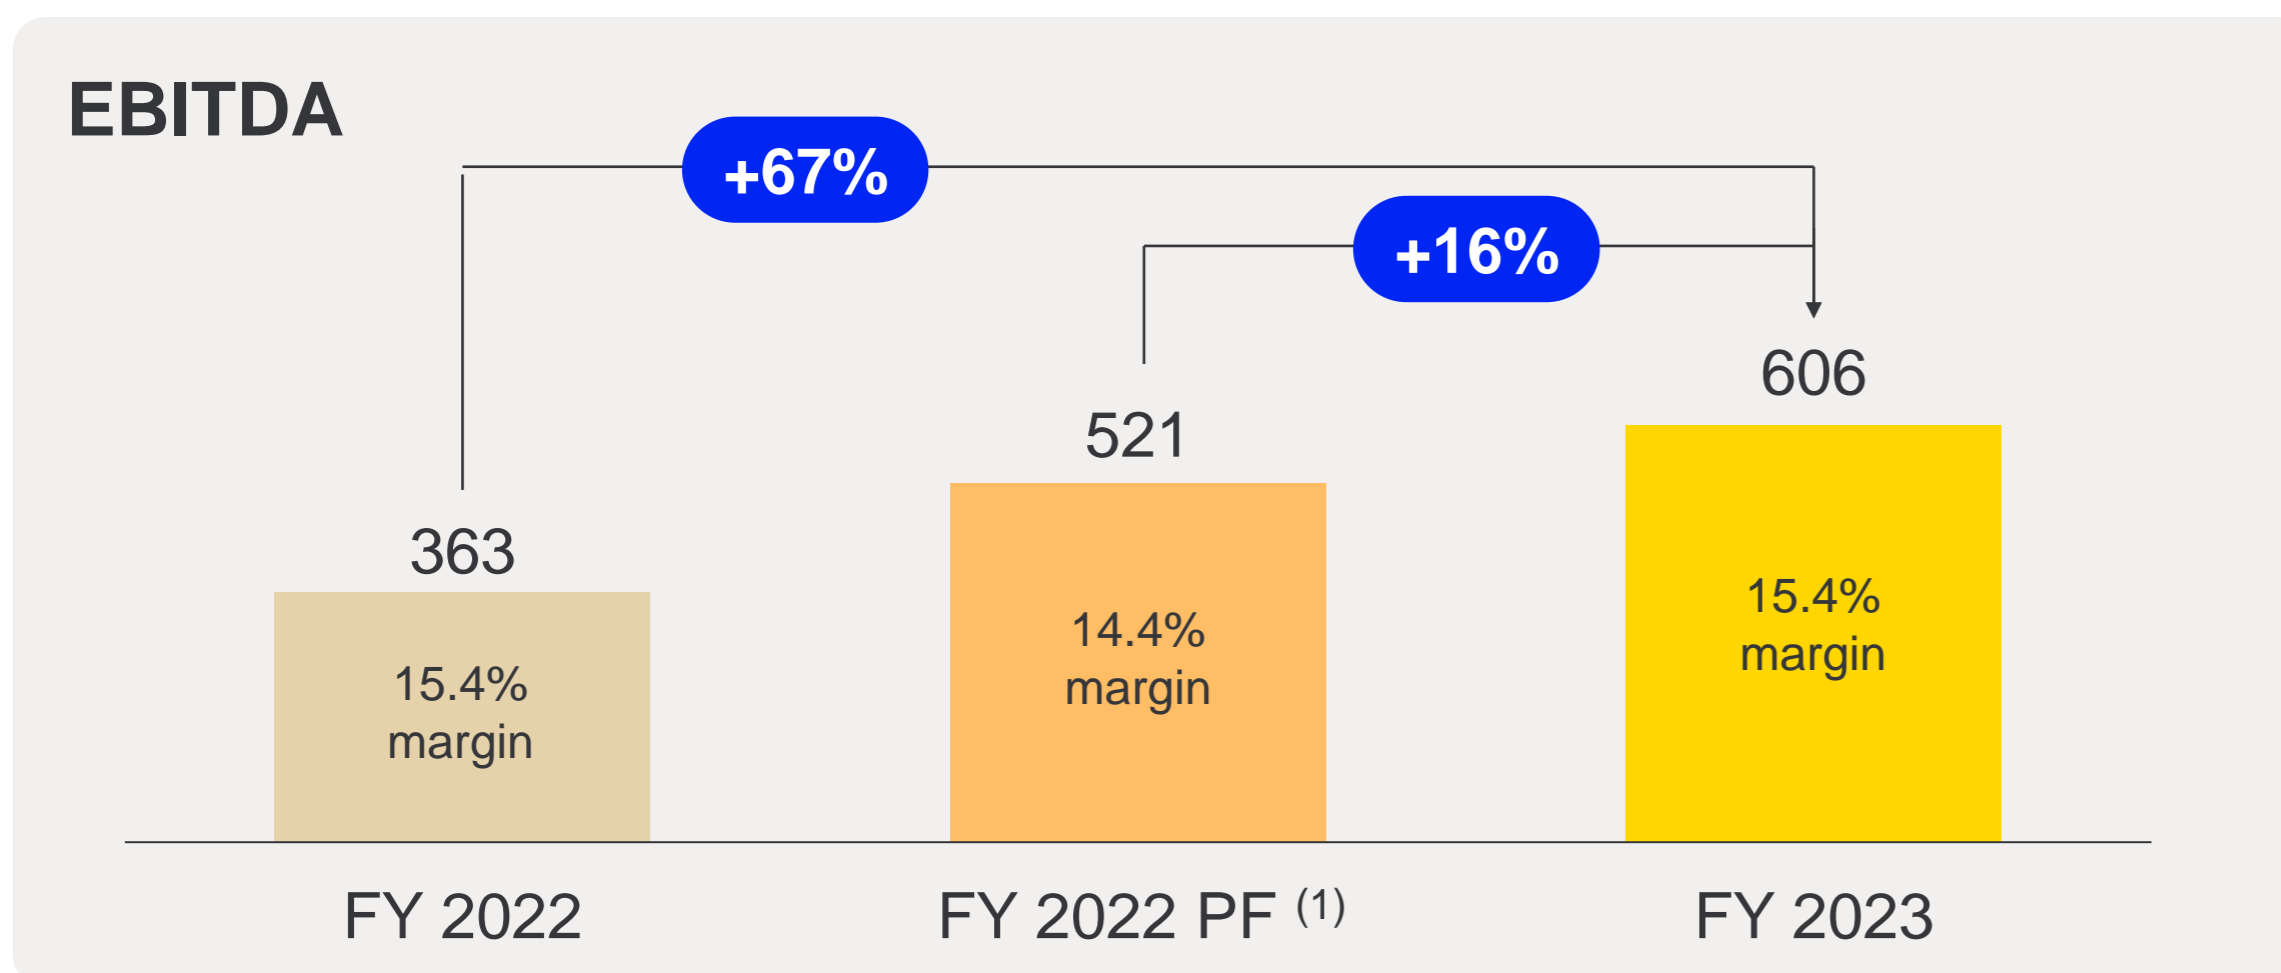 EBITDA
+67%
+16%
363
521
606
15.4%
margin
14.4%
margin
15.4%
margin
FY 2022
FY 2022 PF (1)
FY 2023